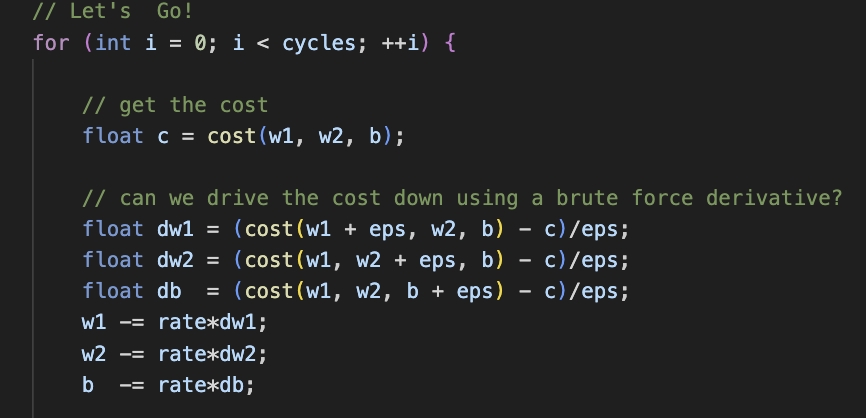 // Let's  Go!
for (int i = 0; i < cycles; ++i) {
// get the cost
float c = cost(w1, w2, b);
// can we drive the cost down using a brute force derivative?
float dw1 = (cost(w1 + eps, w2, b) - c)/eps;
float dw2 = (cost(w1, w2 + eps, b) - c)/eps;
float db  = (cost(w1, w2, b + eps) - c)/eps;
w1 -= rate*dw1;
w2 -= rate*dw2;
b  -= rate*db;